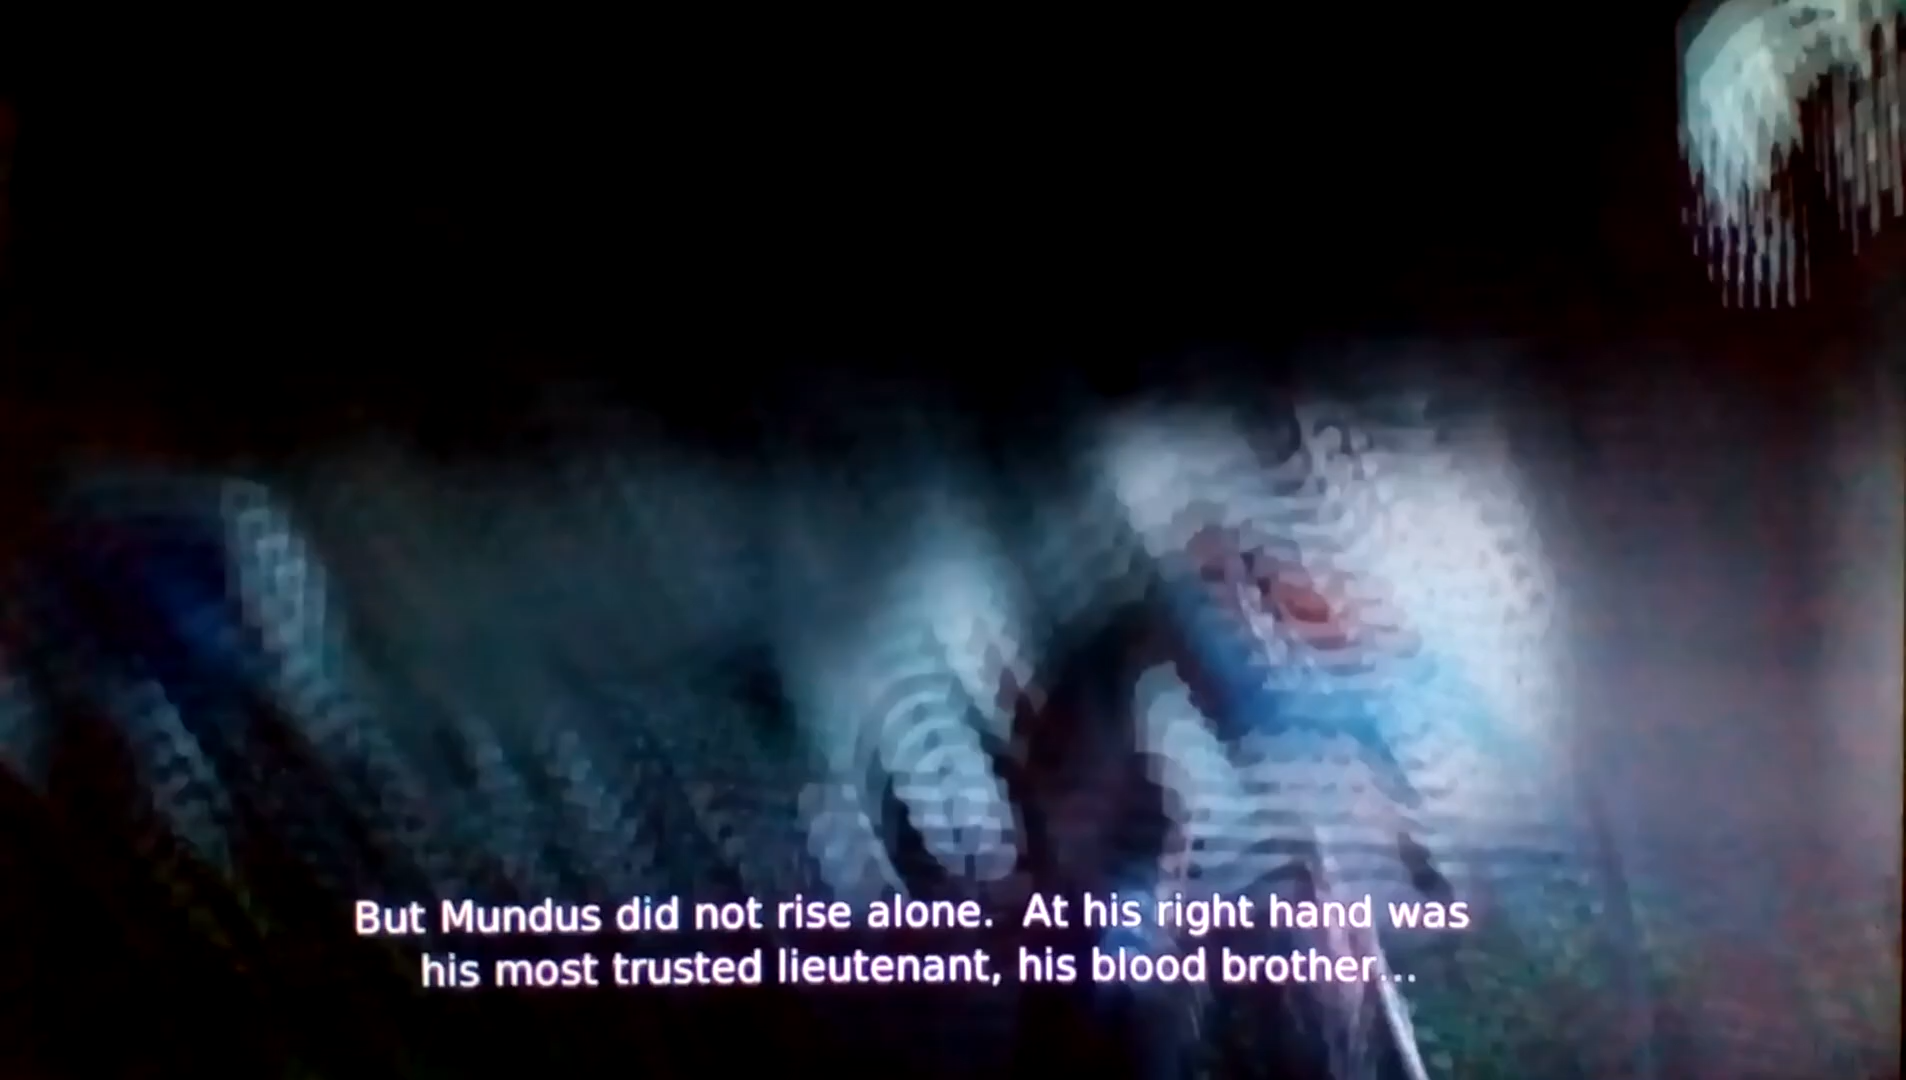 But Mundus did not rise alone.  At his right hand was
his most trusted lieutenant, his blood brother...